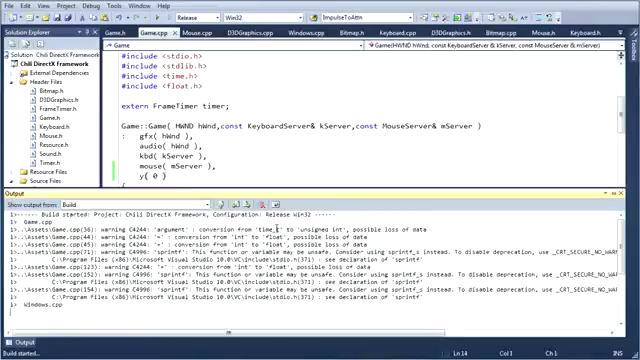 File Edit View Project Build Debug Team Data Tools Test Window Help
Release Win32 ImpulseToAttn
Solution Explorer
Game.h Game.cpp Mouse.cpp D3DGraphics.cpp Windows.cpp Bitmap.h Keyboard.cpp D3DGraphics.h Bitmap.cpp Mouse.h Keyboard.h
Game
Game(HWND hWnd, const KeyboardServer& kServer, const MouseServer& mServer)
Toolbox
Solution
Chili DirectX Framework
External Dependencies
Header Files
Bitmap.h
D3DGraphics.h
FrameTimer.h
Game.h
Keyboard.h
Mouse.h
Resource.h
Sound.h
Timer.h
Resource Files
Source Files
#include <stdio.h>
#include <stdlib.h>
#include <time.h>
#include <float.h>
extern FrameTimer timer;
Game::Game( HWND hWnd,const KeyboardServer& kServer,const MouseServer& mServer )
: gfx( hWnd ),
audio( hWnd ),
kbd( kServer ),
mouse( mServer ),
y( 0 )
Output
Show output from: Build
1>------ Build started: Project: Chili DirectX Framework, Configuration: Release Win32 ------
1> Game.cpp
1>..\Assets\Game.cpp(36): warning C4244: 'argument' : conversion from 'time_t' to 'unsigned int', possible loss of data
1>..\Assets\Game.cpp(44): warning C4244: '=' : conversion from 'int' to 'float', possible loss of data
1>..\Assets\Game.cpp(45): warning C4244: '=' : conversion from 'int' to 'float', possible loss of data
1>..\Assets\Game.cpp(71): warning C4996: 'sprintf': This function or variable may be unsafe. Consider using sprintf_s instead. To disable deprecation, use _CRT_SECURE_NO_WAR
1> C:\Program Files (x86)\Microsoft Visual Studio 10.0\VC\include\stdio.h(371) : see declaration of 'sprintf'
1>..\Assets\Game.cpp(123): warning C4244: '=' : conversion from 'int' to 'float', possible loss of data
1>..\Assets\Game.cpp(152): warning C4996: 'sprintf': This function or variable may be unsafe. Consider using sprintf_s instead. To disable deprecation, use _CRT_SECURE_NO_WA
1> C:\Program Files (x86)\Microsoft Visual Studio 10.0\VC\include\stdio.h(371) : see declaration of 'sprintf'
1>..\Assets\Game.cpp(154): warning C4996: 'sprintf': This function or variable may be unsafe. Consider using sprintf_s instead. To disable deprecation, use _CRT_SECURE_NO_WA
1> C:\Program Files (x86)\Microsoft Visual Studio 10.0\VC\include\stdio.h(371) : see declaration of 'sprintf'
1> Windows.cpp
Output
Build started... Ln 14 Col 1 Ch 1 INS